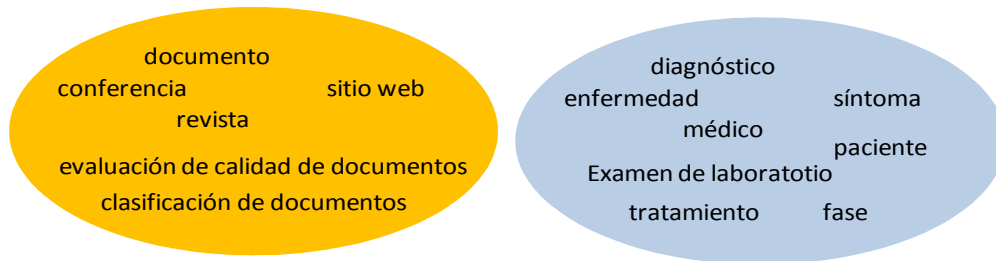 documento
conferencia sitio web
revista
evaluación de calidad de documentos
clasificación de documentos
diagnóstico
enfermedad síntoma
médico
paciente
Examen de laboratotio
tratamiento fase